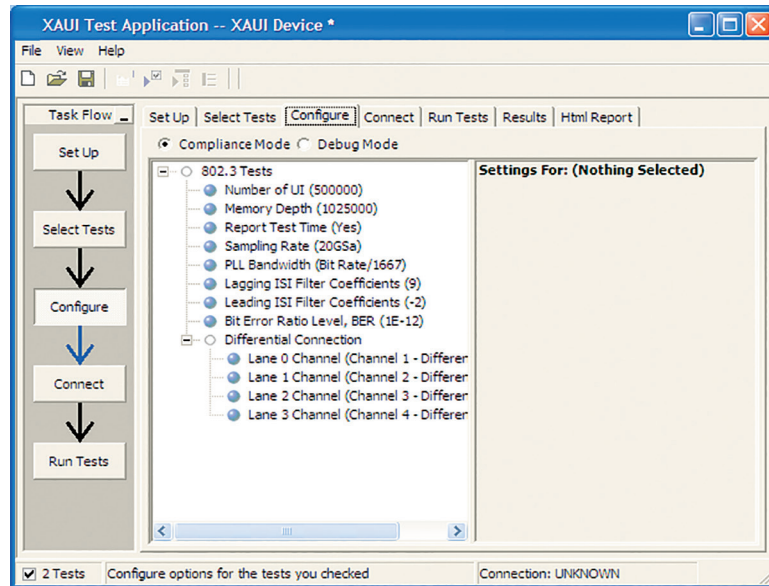 XAUI Test Application -- XAUI Device *
File View Help
Task Flow
Set Up
Select Tests
Configure
Connect
Run Tests
Set Up Select Tests Configure Connect Run Tests Results Html Report
Compliance Mode Debug Mode
802.3 Tests
Number of UI (500000)
Memory Depth (1025000)
Report Test Time (Yes)
Sampling Rate (20GSa)
PLL Bandwidth (Bit Rate/1667)
Lagging ISI Filter Coefficients (9)
Leading ISI Filter Coefficients (-2)
Bit Error Ratio Level, BER (1E-12)
Differential Connection
Lane 0 Channel (Channel 1 - Differen
Lane 1 Channel (Channel 2 - Differen
Lane 2 Channel (Channel 3 - Differen
Lane 3 Channel (Channel 4 - Differen
Settings For: (Nothing Selected)
2 Tests Configure options for the tests you checked Connection: UNKNOWN